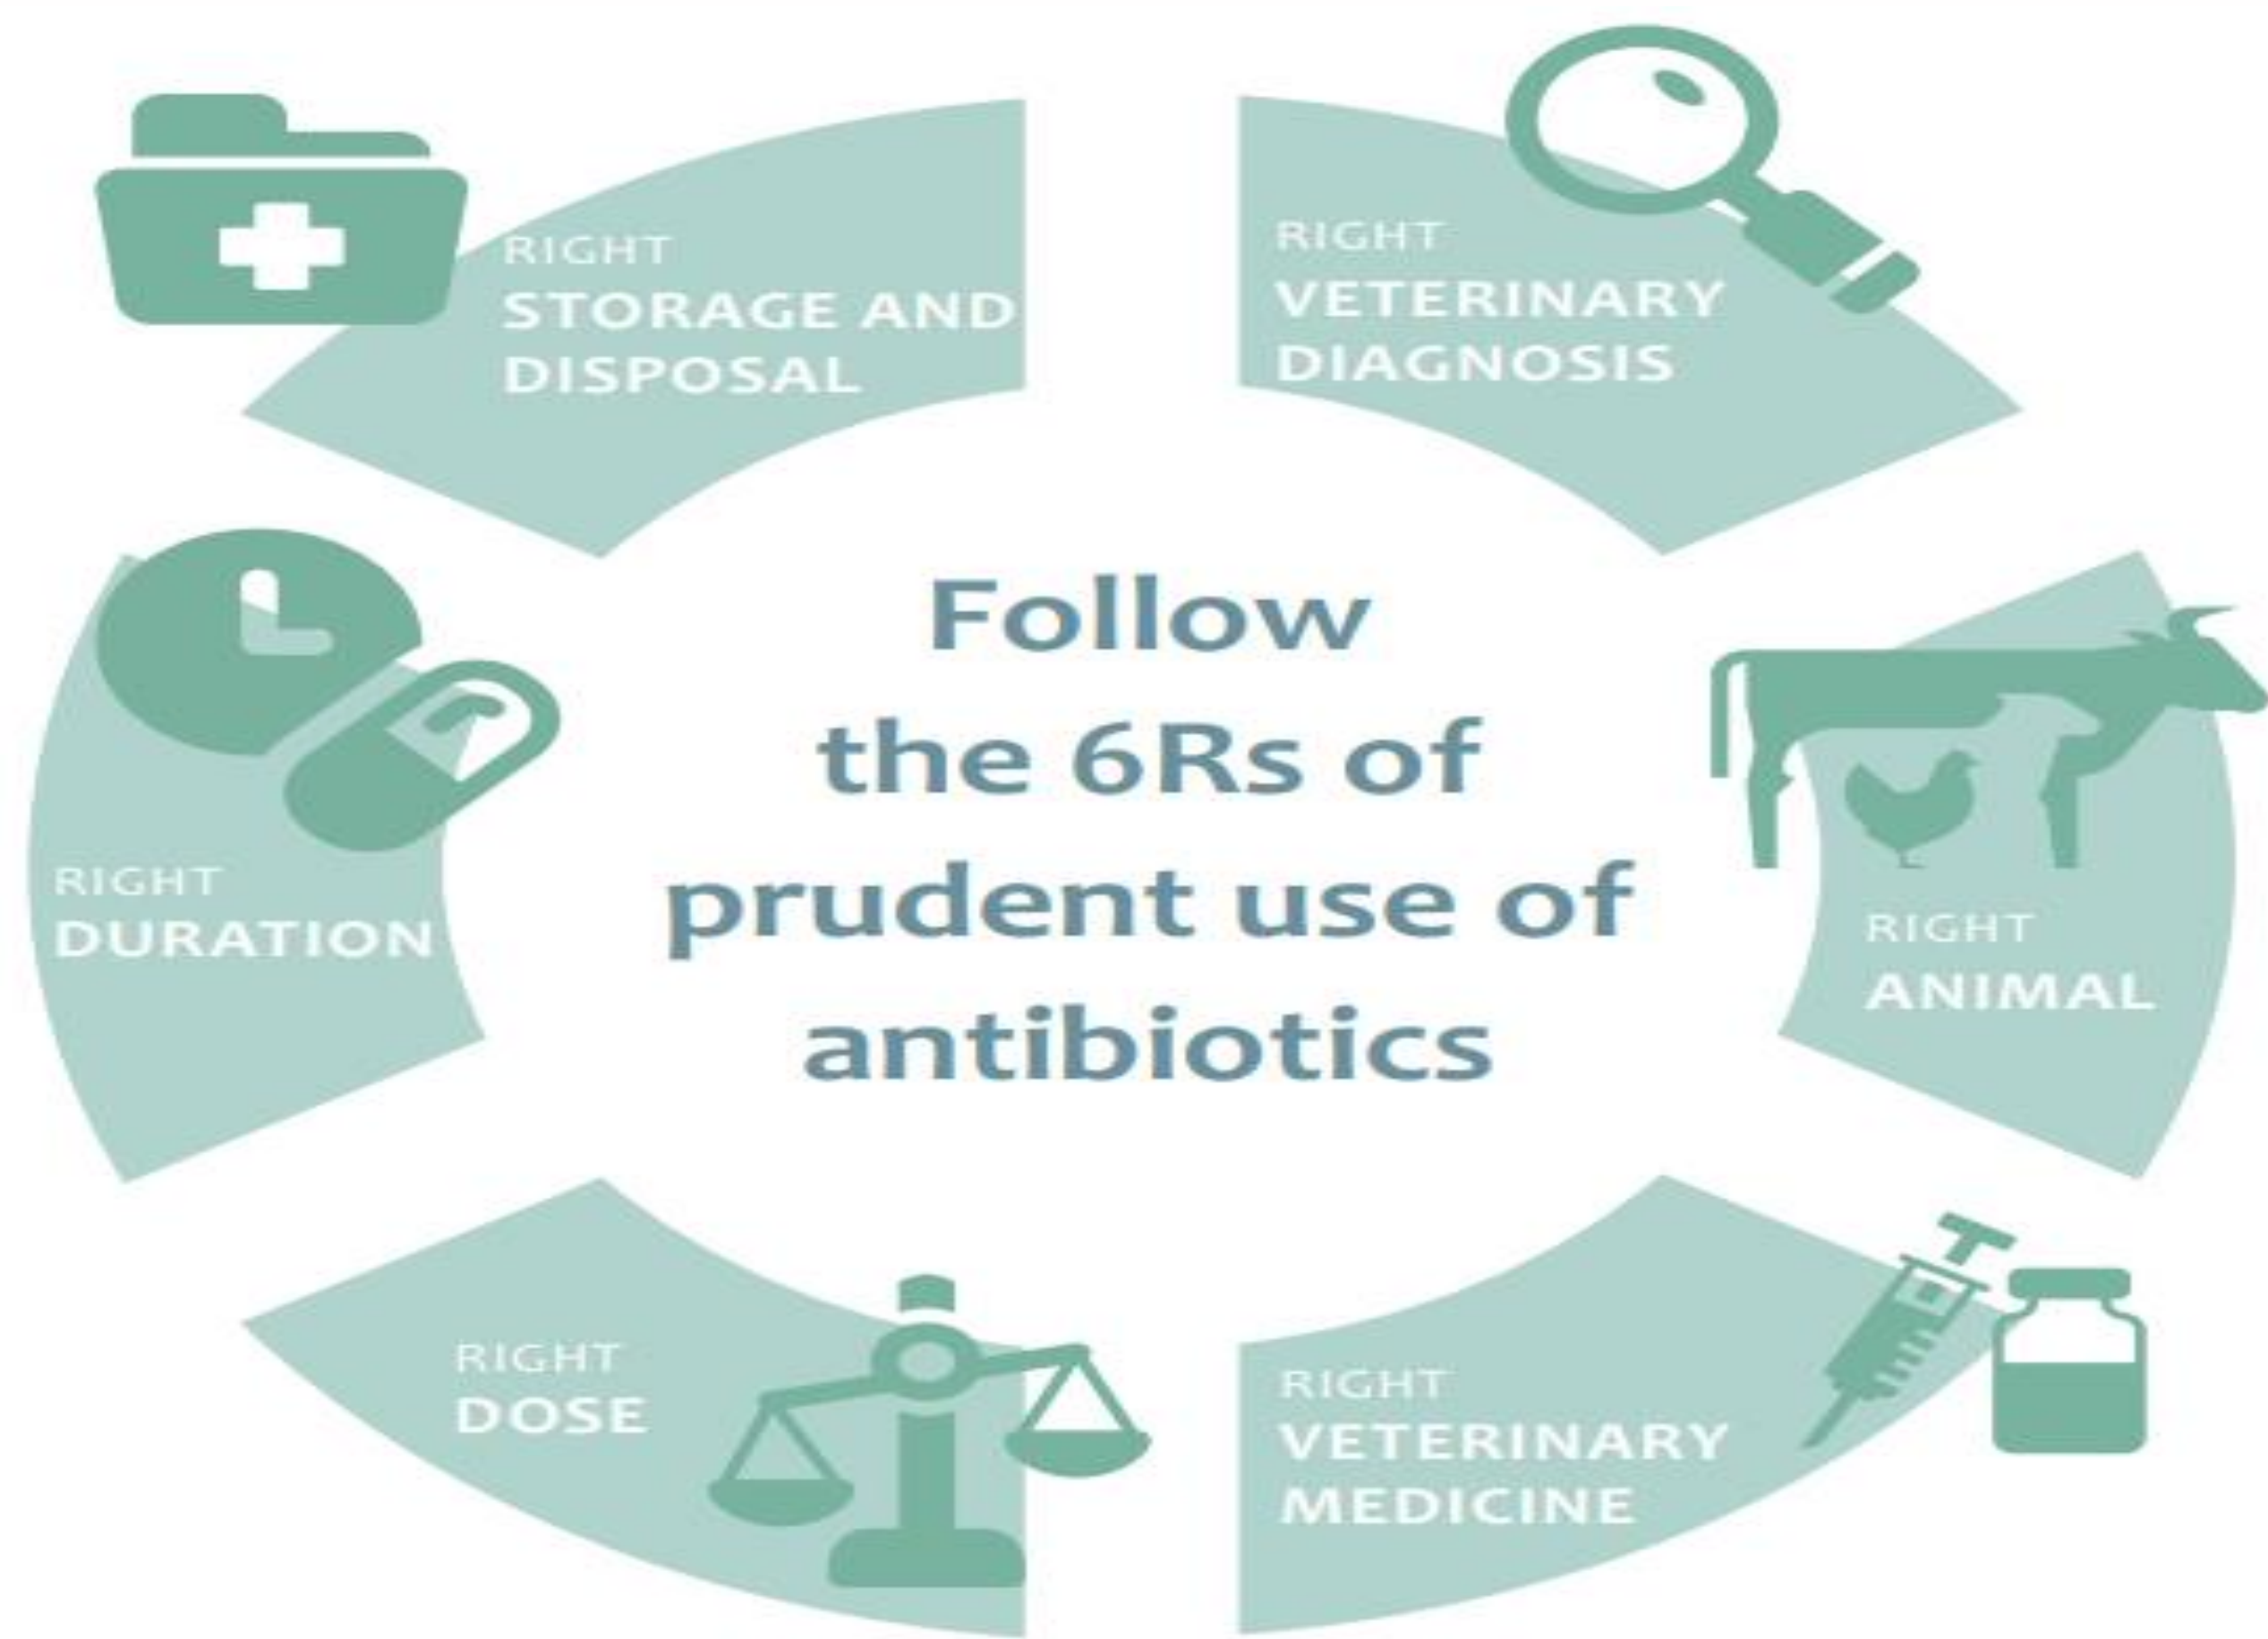 Follow
the 6Rs of
prudent use of
antibiotics
RIGHT
VETERINARY
DIAGNOSIS
RIGHT
ANIMAL
RIGHT
VETERINARY
MEDICINE
RIGHT
DOSE
RIGHT
DURATION
RIGHT
STORAGE AND
DISPOSAL